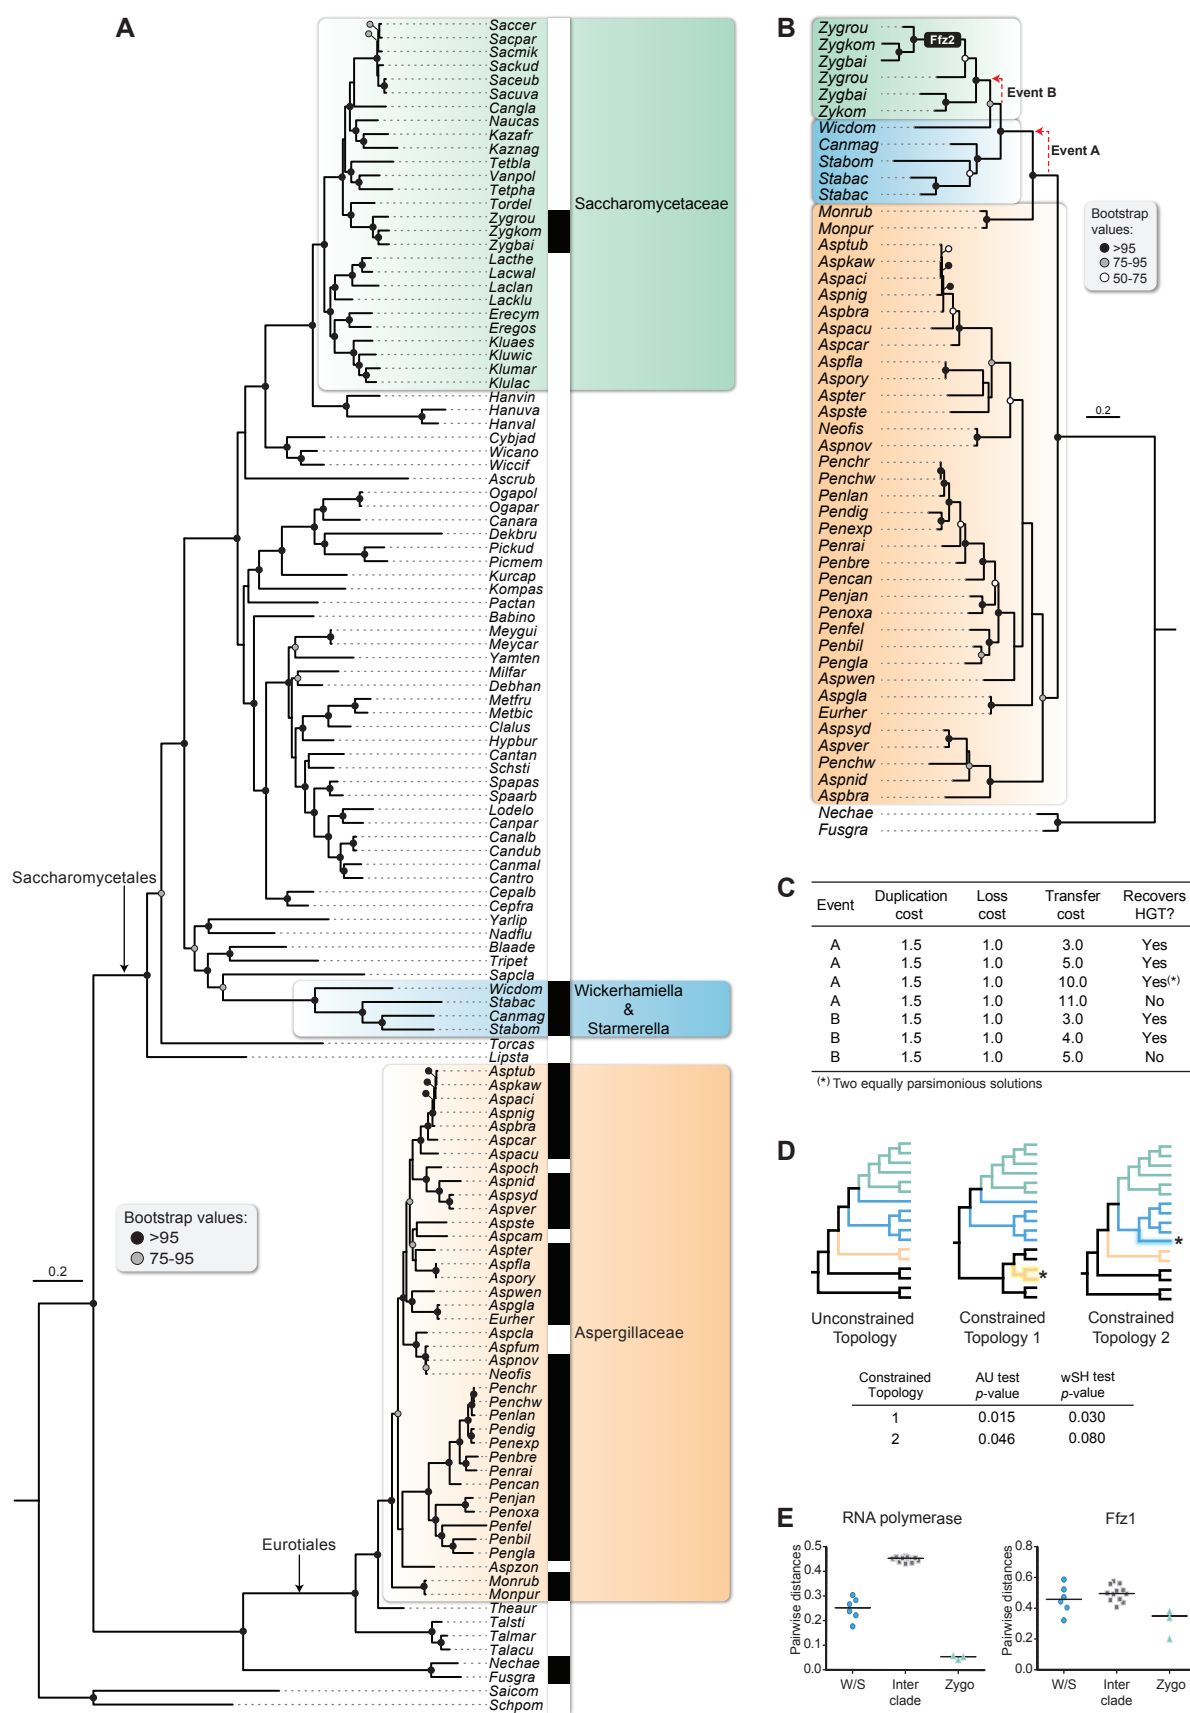 A
Saccer
Sacpar
Sacmik
Sackud
Saceub
Sacuva
Cangla
Naucas
Kazafr
Kaznag
Tetbla
Vanpol
Tetpha
Tordel
Zygrou
Zygkom
Zygbai
Lacthe
Lacwal
Laclan
Lacklu
Erecym
Eregos
Kluaes
Kluwic
Klumar
Klulac
Hanvin
Hanuva
Hanval
Cybjad
Wicano
Wiccif
Ascrub
Ogapol
Ogapar
Canara
Dekbru
Pickud
Picmem
Kurcap
Kompas
Pactan
Babino
Meygui
Meycar
Yamten
Milfar
Debhan
Metfru
Metbic
Clalus
Hypbur
Cantan
Schsti
Spapas
Spaarb
Lodelo
Canpar
Canalb
Candub
Canmal
Cantro
Cepalb
Cepfra
Yarlip
Nadflu
Blaade
Tripet
Sapcla
Wicdom
Stabac
Canmag
Stabom
Torcas
Lipsta
Asptub
Aspkaw
Aspaci
Aspnig
Aspbra
Aspcar
Aspacu
Aspoch
Aspnid
Aspsyd
Aspver
Aspste
Aspcam
Aspter
Aspfla
Aspory
Aspwen
Aspgla
Eurher
Aspcla
Aspfum
Aspnov
Neofis
Penchr
Penchw
Penlan
Pendig
Penexp
Penbre
Penrai
Pencan
Penjan
Penoxa
Penfel
Penbil
Pengla
Aspzon
Monrub
Monpur
Theaur
Talsti
Talmar
Talacu
Nechae
Fusgra
Saicom
Schpom
Saccharomycetaceae
Wickerhamiella
&
Starmerella
Aspergillaceae
Saccharomycetales
Eurotiales
Bootstrap values:
>95
75-95
0.2
B
Zygrou
Zygkom
Zygbai
Zygrou
Zygbai
Zykom
Wicdom
Canmag
Stabom
Stabac
Stabac
Monrub
Monpur
Asptub
Aspkaw
Aspaci
Aspnig
Aspbra
Aspacu
Aspcar
Aspfla
Aspory
Aspter
Aspste
Neofis
Aspnov
Penchr
Penchw
Penlan
Pendig
Penexp
Penrai
Penbre
Pencan
Penjan
Penoxa
Penfel
Penbil
Pengla
Aspwen
Aspgla
Eurher
Aspsyd
Aspver
Penchw
Aspnid
Aspbra
Nechae
Fusgra
Ffz2
Event B
Event A
Bootstrap
values:
>95
75-95
50-75
0.2
C
Event Duplication cost Loss cost Transfer cost Recovers HGT?
A 1.5 1.0 3.0 Yes
A 1.5 1.0 5.0 Yes
A 1.5 1.0 10.0 Yes(*)
A 1.5 1.0 11.0 No
B 1.5 1.0 3.0 Yes
B 1.5 1.0 4.0 Yes
B 1.5 1.0 5.0 No
(*) Two equally parsimonious solutions
D
*
*
Unconstrained Topology
Constrained Topology 1
Constrained Topology 2
Constrained Topology AU test p-value wSH test p-value
1 0.015 0.030
2 0.046 0.080
E
RNA polymerase
Pairwise distances
0.5
0.4
0.3
0.2
0.1
0.0
W/S Inter clade Zygo
Ffz1
Pairwise distances
0.8
0.6
0.4
0.2
0.0
W/S Inter clade Zygo